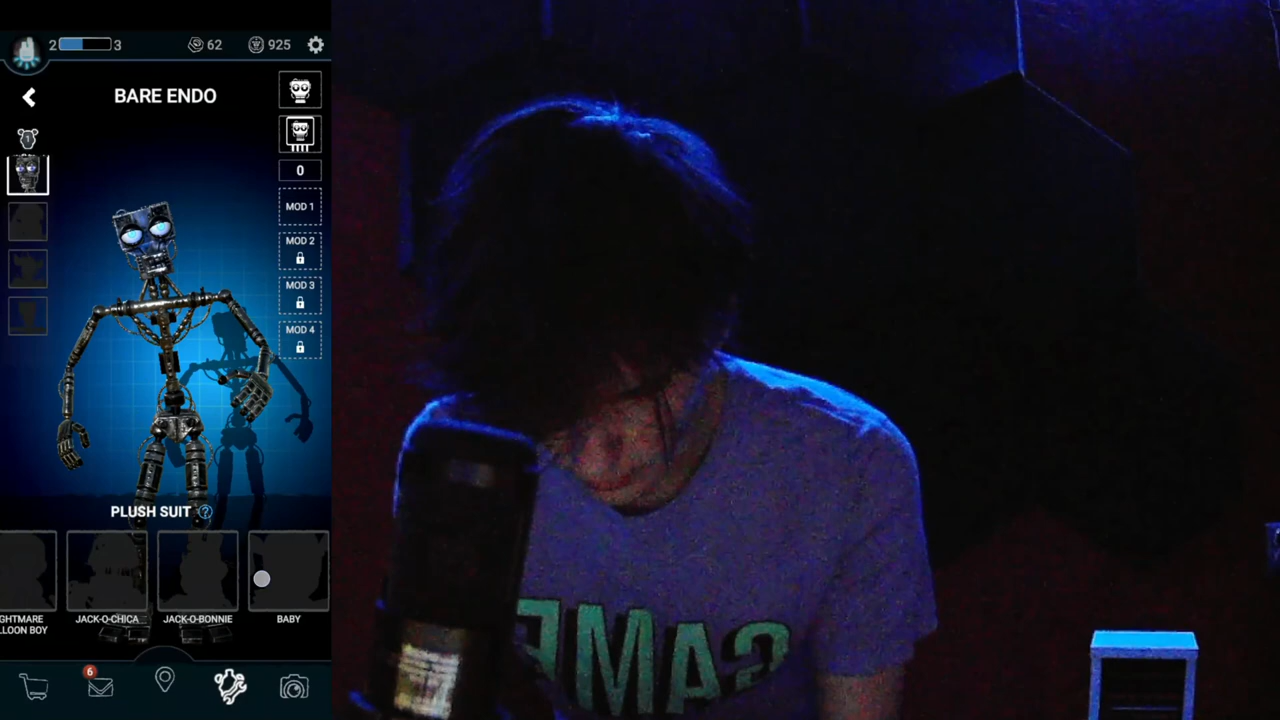 2 3 62 925
BARE ENDO
0
MOD 1
MOD 2
MOD 3
MOD 4
PLUSH SUIT ?
GHTMARE
LLOON BOY
JACK-O-CHICA
JACK-O-BONNIE
BABY
6